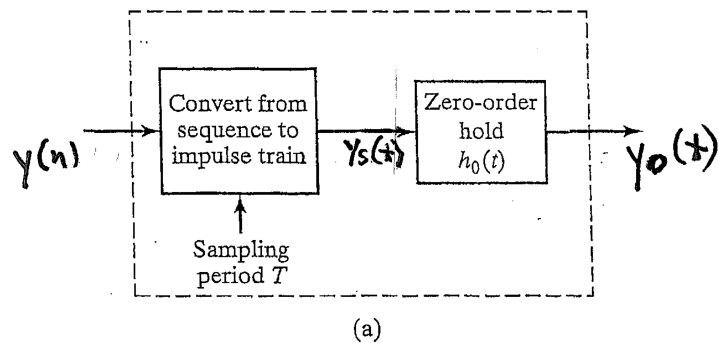 Convert from
sequence to
impulse train
Zero-order
hold
h₀(t)
y(n)
ys(t)
y₀(t)
Sampling
period T
(a)